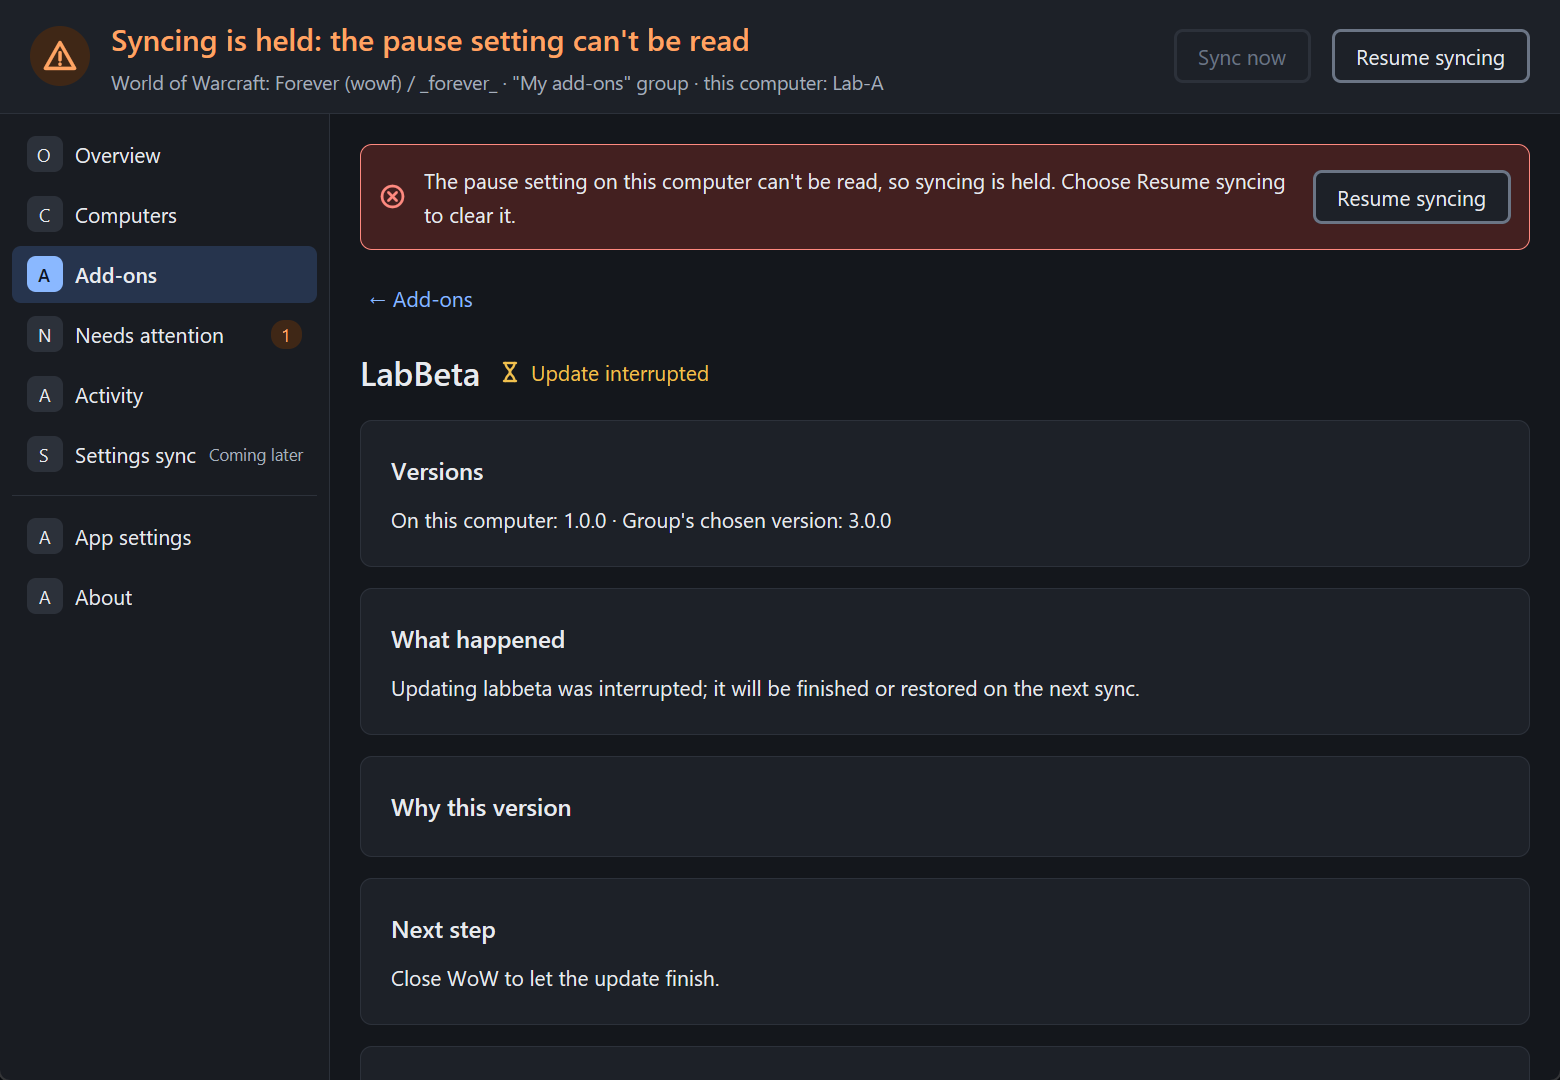 Syncing is held: the pause setting can't be read
World of Warcraft: Forever (wowf) / _forever_ · "My add-ons" group · this computer: Lab-A
Sync now
Resume syncing
O Overview
C Computers
A Add-ons
N Needs attention 1
A Activity
S Settings sync Coming later
A App settings
A About
The pause setting on this computer can't be read, so syncing is held. Choose Resume syncing
to clear it.
Resume syncing
← Add-ons
LabBeta Update interrupted
Versions
On this computer: 1.0.0 · Group's chosen version: 3.0.0
What happened
Updating labbeta was interrupted; it will be finished or restored on the next sync.
Why this version
Next step
Close WoW to let the update finish.